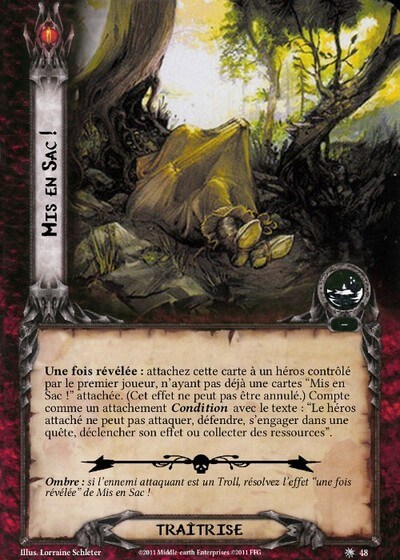 Mis en Sac !
Une fois révélée : attachez cette carte à un héros contrôlé
par le premier joueur, n'ayant pas déjà une cartes "Mis en
Sac !" attachée. (Cet effet ne peut pas être annulé.) Compte
comme un attachement Condition avec le texte : "Le héros
attaché ne peut pas attaquer, défendre, s'engager dans une
quête, déclencher son effet ou collecter des ressources".
Ombre : si l'ennemi attaquant est un Troll, résolvez l'effet "une fois
révélée" de Mis en Sac !
TRAÎTRISE
Illus. Lorraine Schleter
©2011 Middle-earth Enterprises ©2011 FFG
48